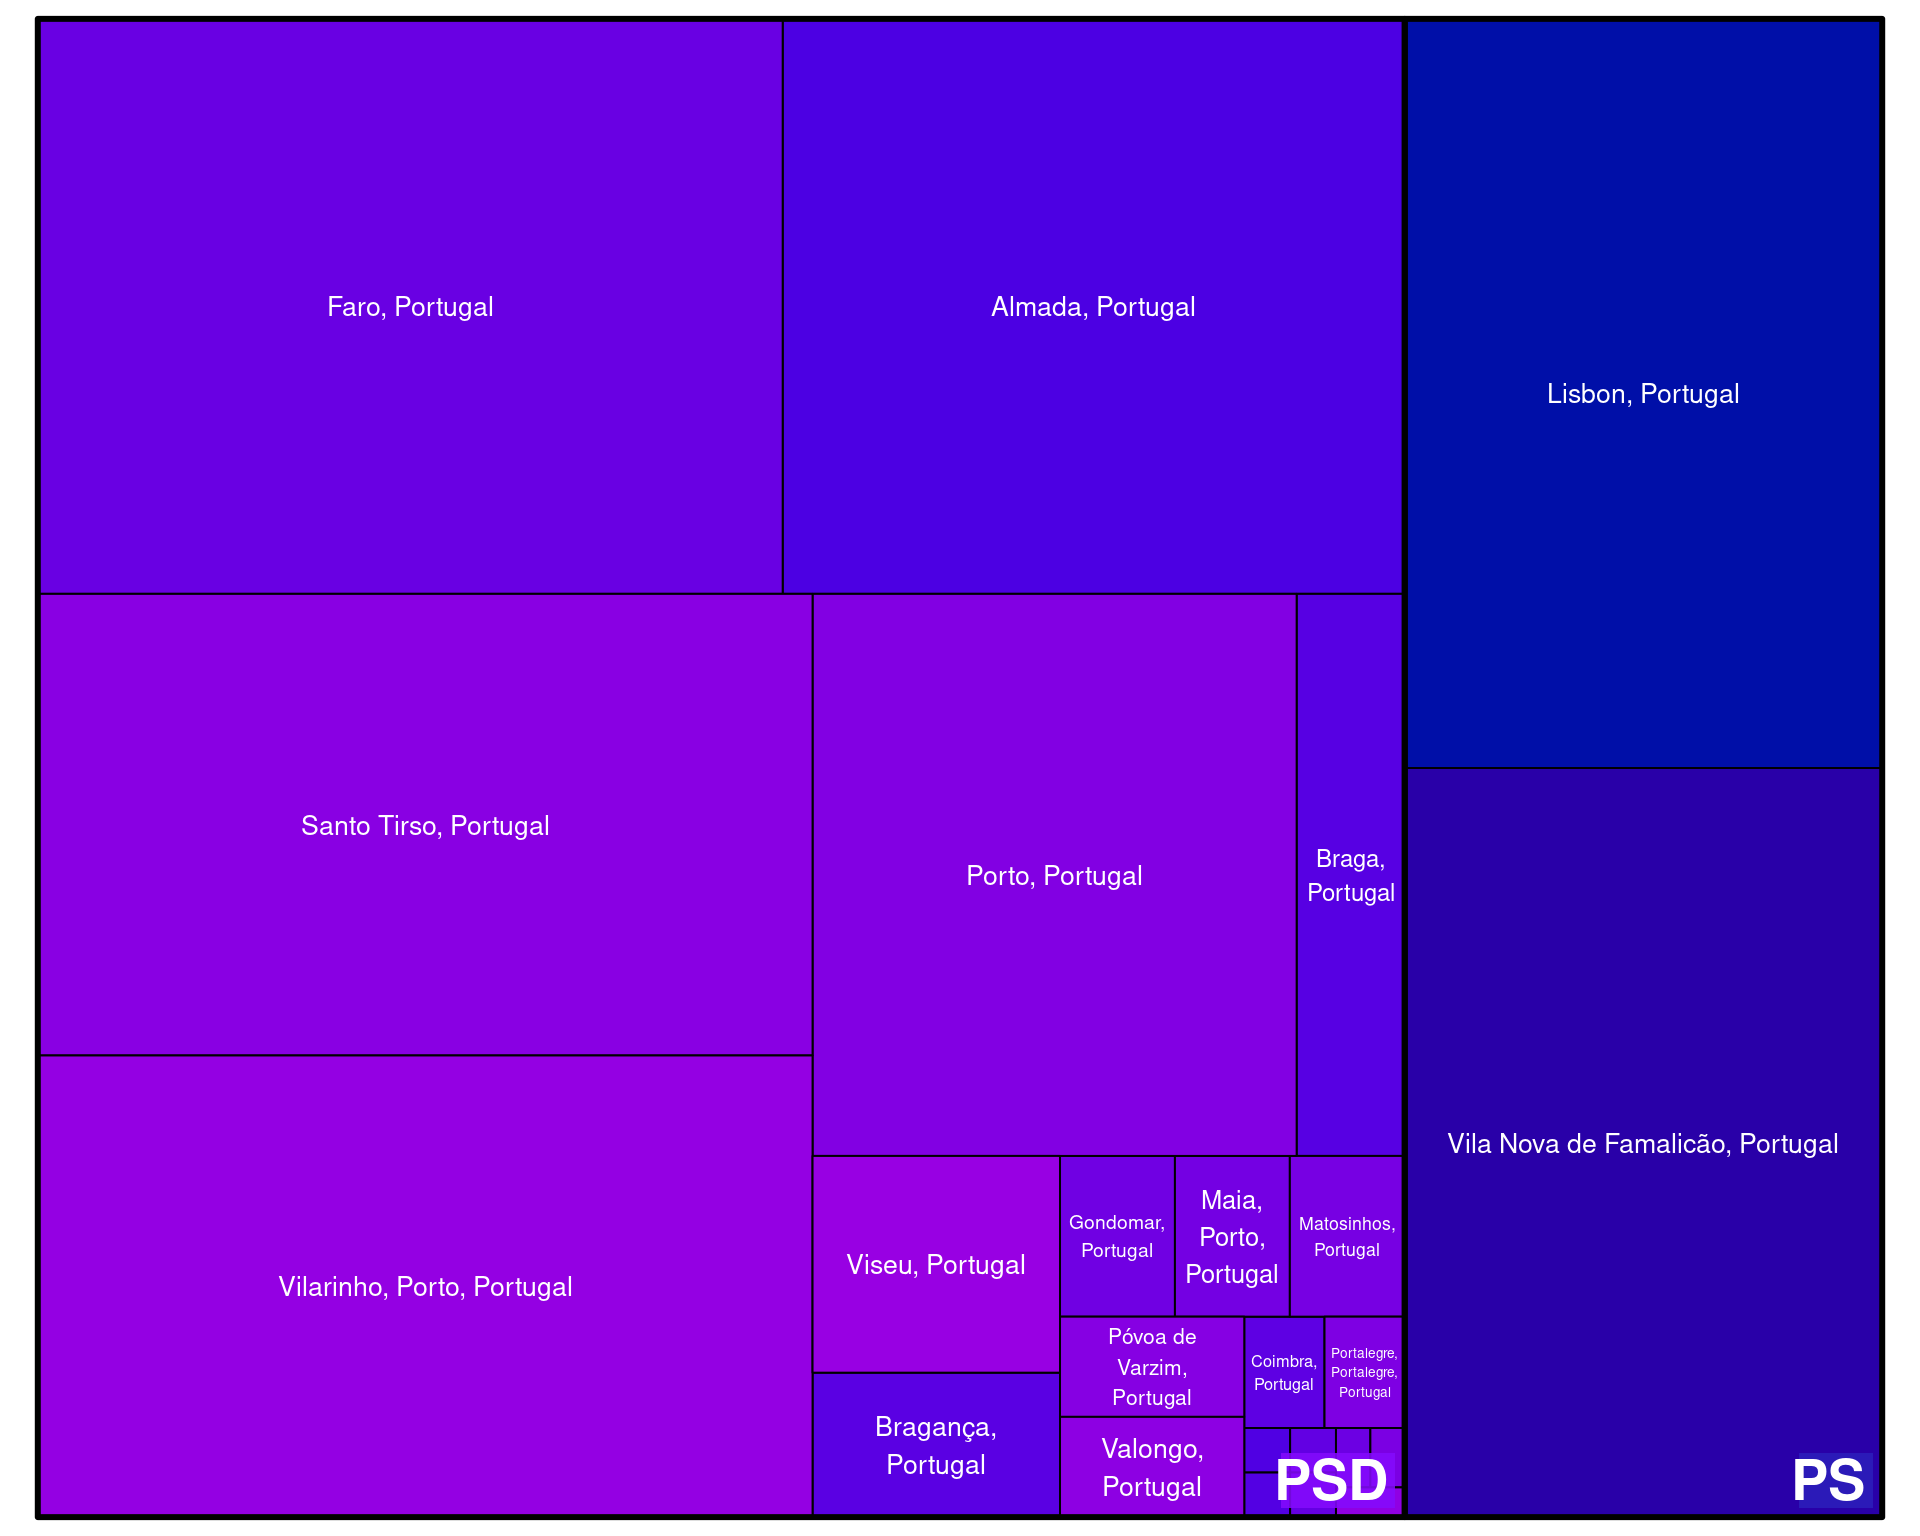 Faro, Portugal
Almada, Portugal
Lisbon, Portugal
Santo Tirso, Portugal
Porto, Portugal
Braga,
Portugal
Vila Nova de Famalicão, Portugal
Vilarinho, Porto, Portugal
Viseu, Portugal
Gondomar,
Portugal
Maia,
Porto,
Portugal
Matosinhos,
Portugal
Póvoa de
Varzim,
Portugal
Coimbra,
Portugal
Portalegre,
Portalegre,
Portugal
Bragança,
Portugal
Valongo,
Portugal
PSD
PS